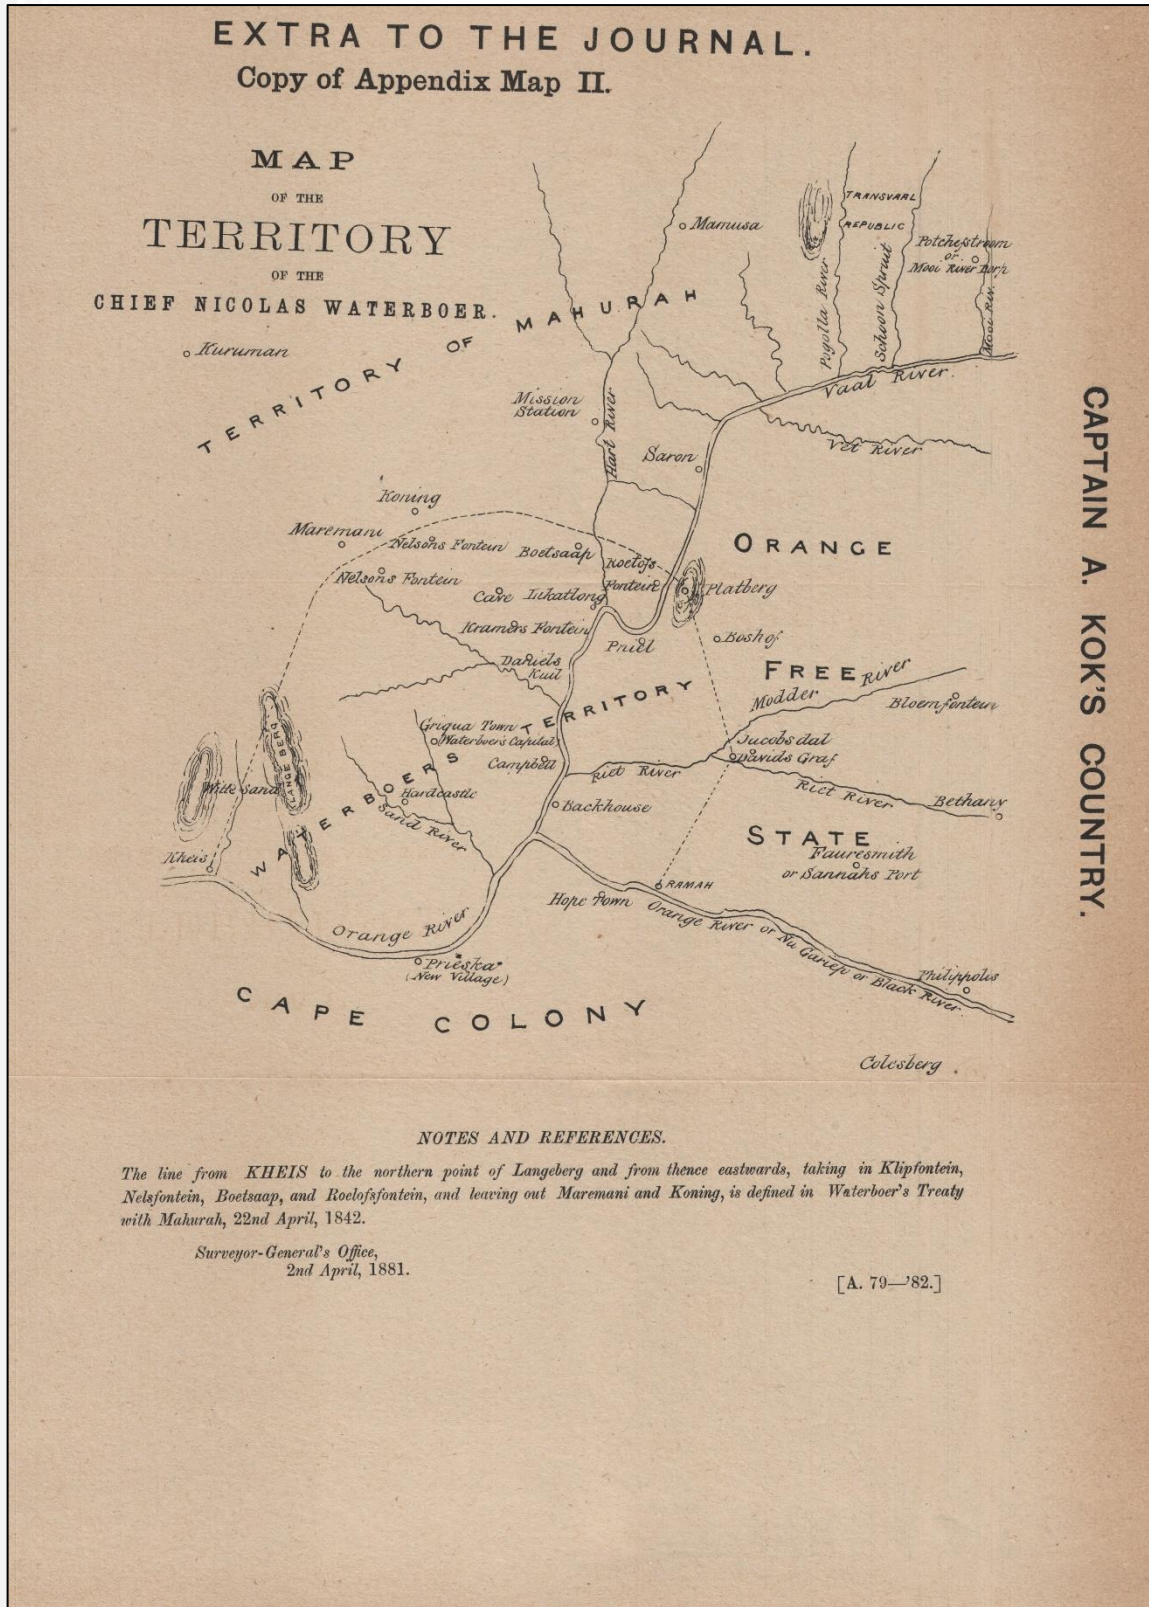 EXTRA TO THE JOURNAL.
Copy of Appendix Map II.
MAP
OF THE
TERRITORY
OF THE
CHIEF NICOLAS WATERBOER.
TERRITORY OF MAHURAH
Kuruman
Mamusa
TRANSVAAL
REPUBLIC
Potchefstroom
or
Mooi River Dorp
Pogolla River
Schoon Spruit
Mooi Riv.
Vaal River.
Mission
Station
Hart River
Saron
Vet River
Koning
Maremani
Nelsons Fontein
Boetsaap
Roelofs
Fontein
Nelsons Fontein
Cave
Likatlong
Platberg
Kramers Fontein
Pniel
Boshof
Daniels
Kuil
ORANGE
FREE
STATE
Modder River
Bloemfontein
WATERBOERS TERRITORY
Griqua Town
(Waterboers Capital)
Campbell
Jacobsdal
Davids Graf
Riet River
Riet River
Bethany
LANGE BERG
Witte Sand
Hardcastle
Sand River
Backhouse
Fauresmith
or Sannahs Port
Kheis
RAMAH
Hope Town
Orange River or Nu Gariep or Black River.
Orange River
Prieska
(New Village)
Philippolis
CAPE COLONY
Colesberg
CAPTAIN A. KOK'S COUNTRY.
NOTES AND REFERENCES.
The line from KHEIS to the northern point of Langeberg and from thence eastwards, taking in Klipfontein,
Nelsfontein, Boetsaap, and Roelofsfontein, and leaving out Maremani and Koning, is defined in Waterboer's Treaty
with Mahurah, 22nd April, 1842.
Surveyor-General's Office,
2nd April, 1881.
[A. 79—'82.]